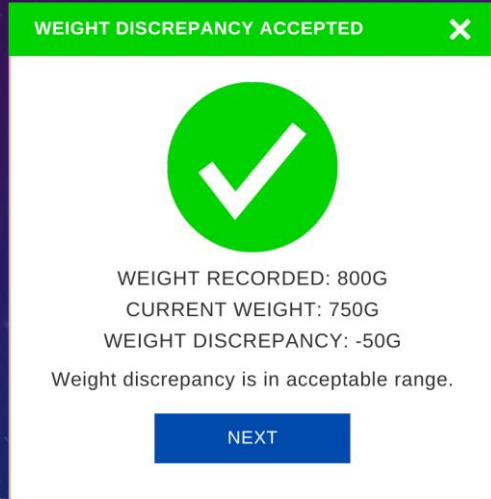 WEIGHT DISCREPANCY ACCEPTED
WEIGHT RECORDED: 800G
CURRENT WEIGHT: 750G
WEIGHT DISCREPANCY: -50G
Weight discrepancy is in acceptable range.
NEXT